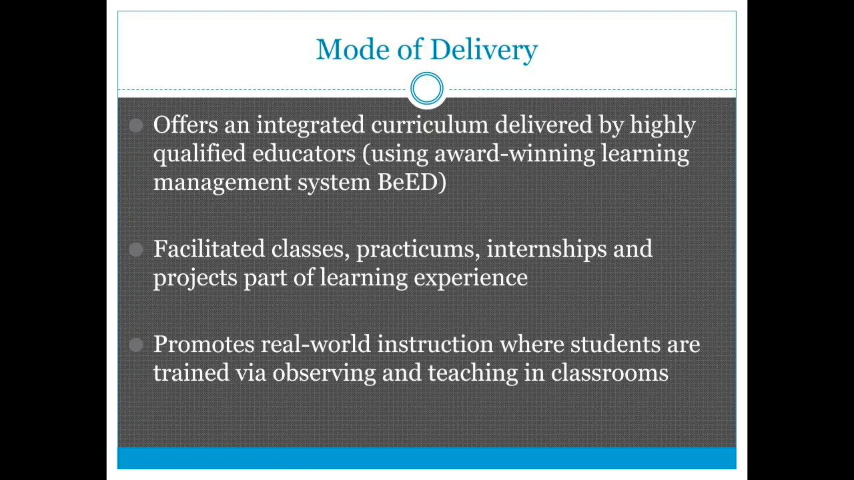 Mode of Delivery
Offers an integrated curriculum delivered by highly
qualified educators (using award-winning learning
management system BeED)
Facilitated classes, practicums, internships and
projects part of learning experience
Promotes real-world instruction where students are
trained via observing and teaching in classrooms